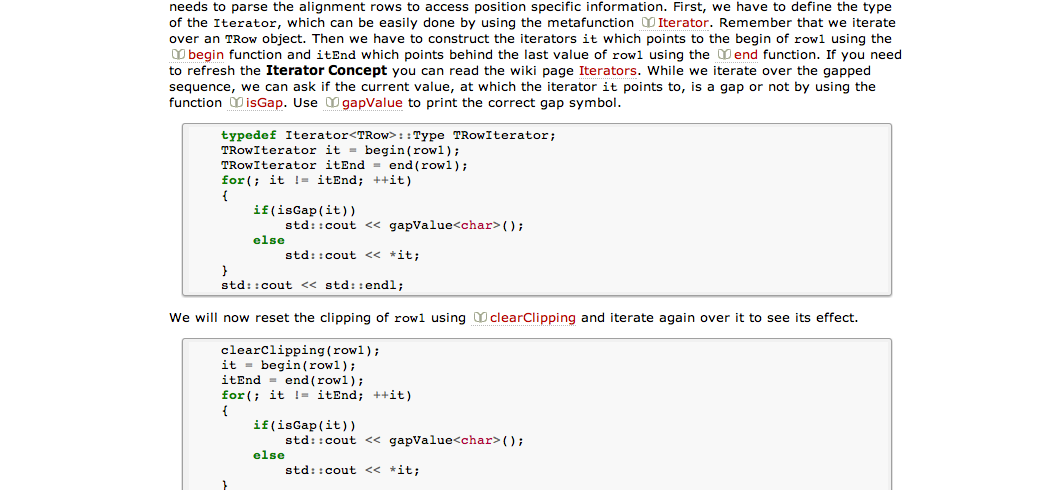 needs to parse the alignment rows to access position specific information. First, we have to define the type
of the Iterator, which can be easily done by using the metafunction Iterator. Remember that we iterate
over an TRow object. Then we have to construct the iterators it which points to the begin of row1 using the
begin function and itEnd which points behind the last value of row1 using the end function. If you need
to refresh the Iterator Concept you can read the wiki page Iterators. While we iterate over the gapped
sequence, we can ask if the current value, at which the iterator it points to, is a gap or not by using the
function isGap. Use gapValue to print the correct gap symbol.
typedef Iterator<TRow>::Type TRowIterator;
TRowIterator it = begin(row1);
TRowIterator itEnd = end(row1);
for(; it != itEnd; ++it)
{
if(isGap(it))
std::cout << gapValue<char>();
else
std::cout << *it;
}
std::cout << std::endl;
We will now reset the clipping of row1 using clearClipping and iterate again over it to see its effect.
clearClipping(row1);
it = begin(row1);
itEnd = end(row1);
for(; it != itEnd; ++it)
{
if(isGap(it))
std::cout << gapValue<char>();
else
std::cout << *it;
}